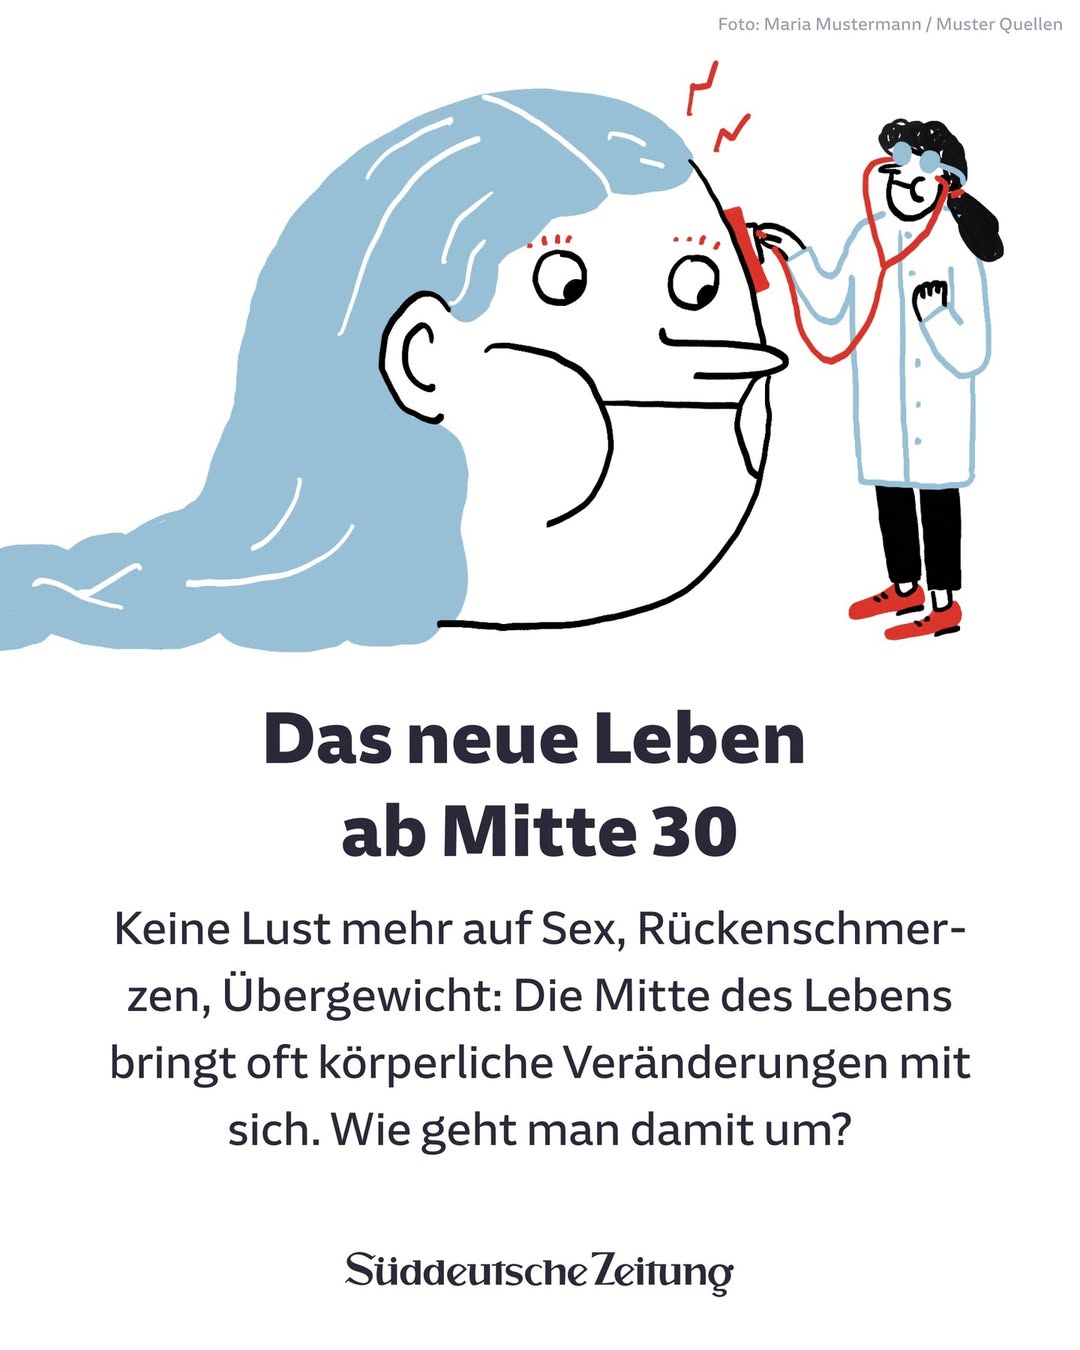 Foto: Maria Mustermann / Muster Quellen
Das neue Leben
ab Mitte 30
Keine Lust mehr auf Sex, Rückenschmer-
zen, Übergewicht: Die Mitte des Lebens
bringt oft körperliche Veränderungen mit
sich. Wie geht man damit um?
Süddeutsche Zeitung